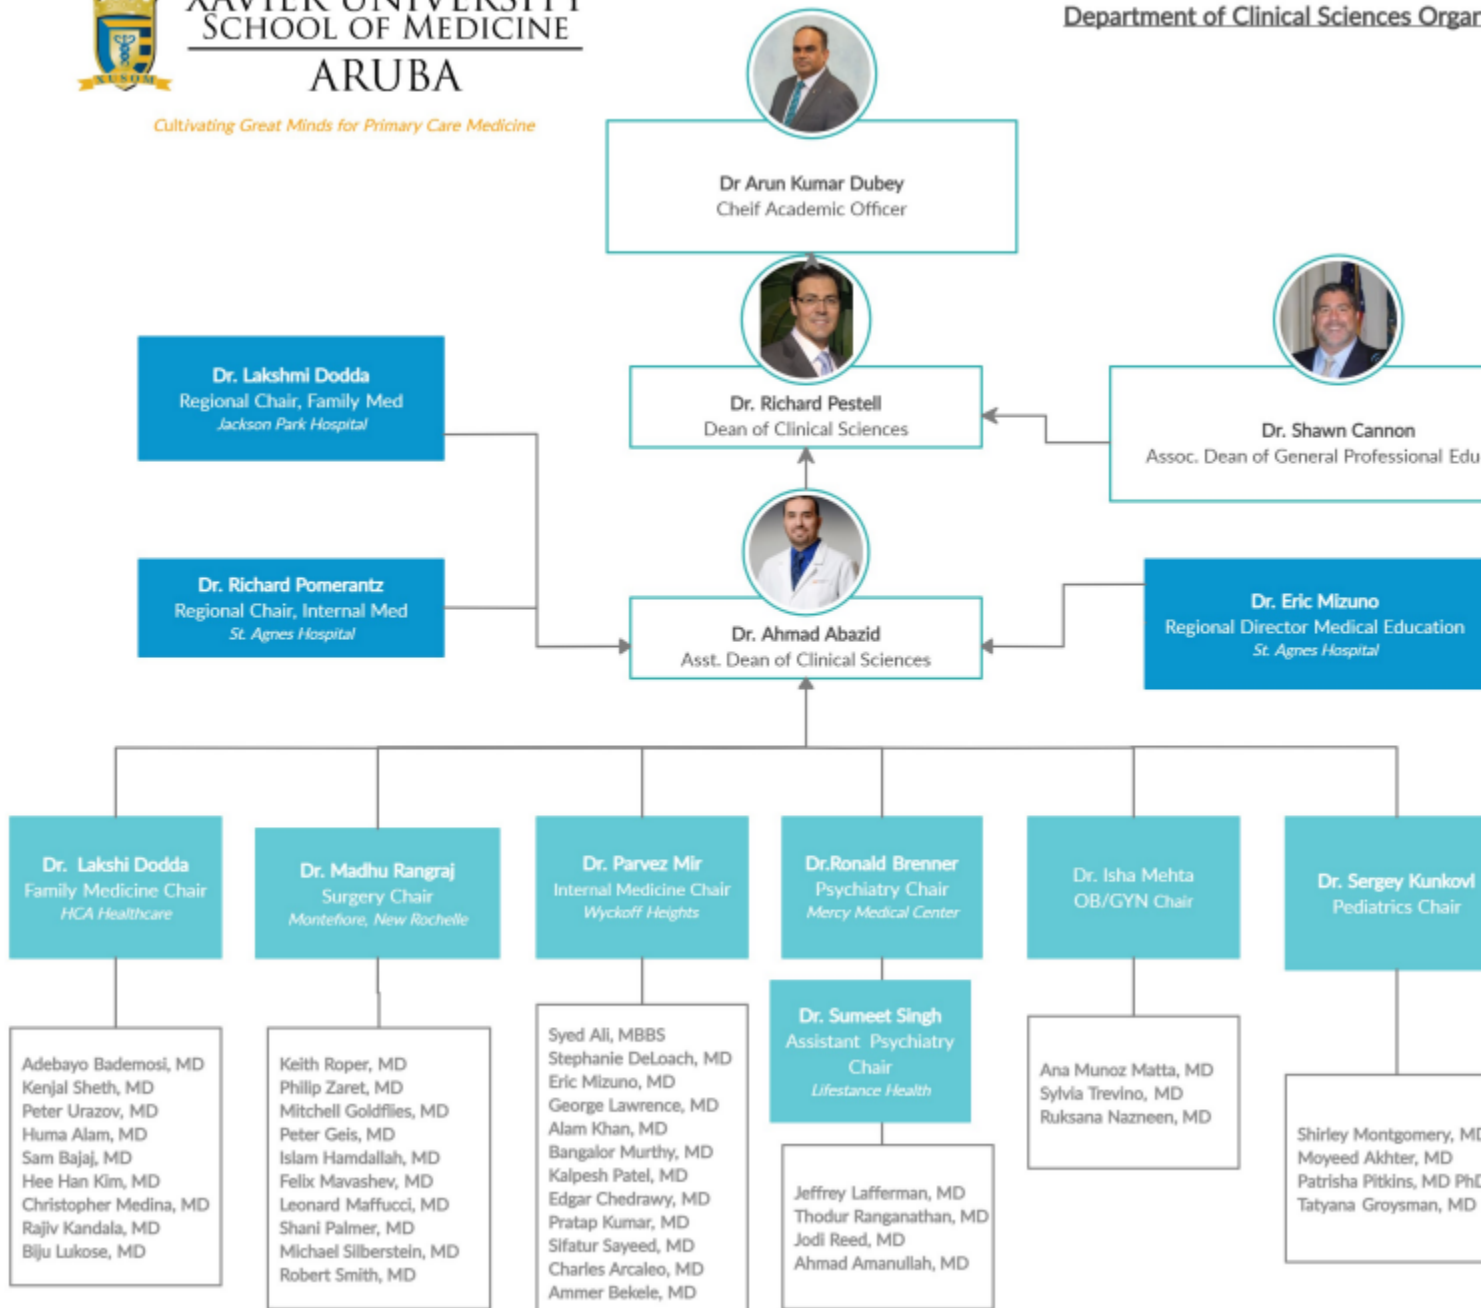 XAVIER UNIVERSITY
SCHOOL OF MEDICINE
ARUBA
XUSOM
Cultivating Great Minds for Primary Care Medicine
Department of Clinical Sciences Organ
Dr Arun Kumar Dubey
Cheif Academic Officer
Dr. Lakshmi Dodda
Regional Chair, Family Med
Jackson Park Hospital
Dr. Richard Pestell
Dean of Clinical Sciences
Dr. Shawn Cannon
Assoc. Dean of General Professional Edu
Dr. Richard Pomerantz
Regional Chair, Internal Med
St. Agnes Hospital
Dr. Ahmad Abazid
Asst. Dean of Clinical Sciences
Dr. Eric Mizuno
Regional Director Medical Education
St. Agnes Hospital
Dr. Lakshi Dodda
Family Medicine Chair
HCA Healthcare
Dr. Madhu Rangraj
Surgery Chair
Montefiore, New Rochelle
Dr. Parvez Mir
Internal Medicine Chair
Wyckoff Heights
Dr.Ronald Brenner
Psychiatry Chair
Mercy Medical Center
Dr. Isha Mehta
OB/GYN Chair
Dr. Sergey Kunkovl
Pediatrics Chair
Dr. Sumeet Singh
Assistant Psychiatry
Chair
Lifestance Health
Adebayo Bademosi, MD
Kenjal Sheth, MD
Peter Urazov, MD
Huma Alam, MD
Sam Bajaj, MD
Hee Han Kim, MD
Christopher Medina, MD
Rajiv Kandala, MD
Biju Lukose, MD
Keith Roper, MD
Philip Zaret, MD
Mitchell Goldflies, MD
Peter Geis, MD
Islam Hamdallah, MD
Felix Mavashev, MD
Leonard Maffucci, MD
Shani Palmer, MD
Michael Silberstein, MD
Robert Smith, MD
Syed Ali, MBBS
Stephanie DeLoach, MD
Eric Mizuno, MD
George Lawrence, MD
Alam Khan, MD
Bangalor Murthy, MD
Kalpesh Patel, MD
Edgar Chedrawy, MD
Pratap Kumar, MD
Sifatur Sayeed, MD
Charles Arcaleo, MD
Ammer Bekele, MD
Jeffrey Lafferman, MD
Thodur Ranganathan, MD
Jodi Reed, MD
Ahmad Amanullah, MD
Ana Munoz Matta, MD
Sylvia Trevino, MD
Ruksana Nazneen, MD
Shirley Montgomery, MD
Moyeed Akhter, MD
Patrisha Pitkins, MD PhD
Tatyana Groysman, MD